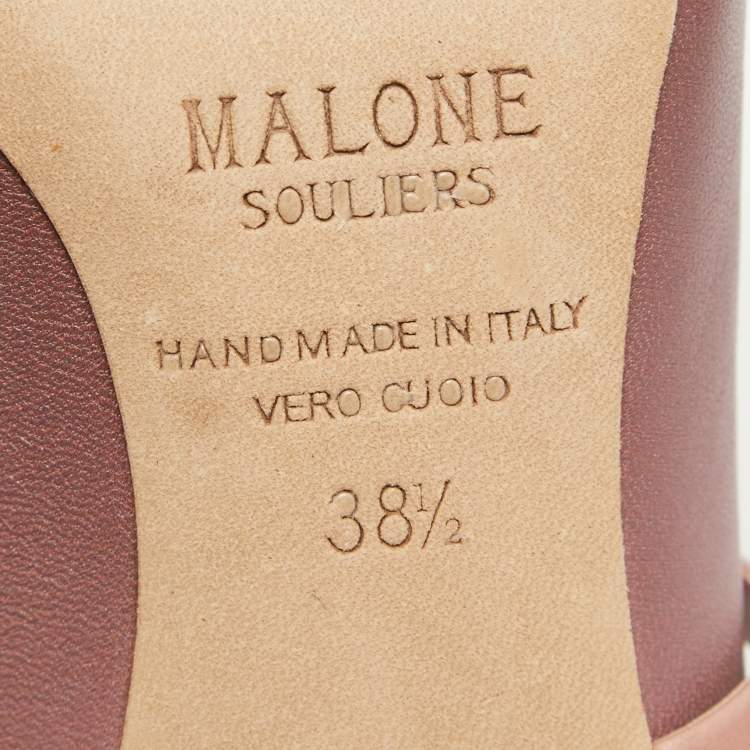 MALONE
SOULIERS
HAND MADE IN ITALY
VERO CUOIO
38½